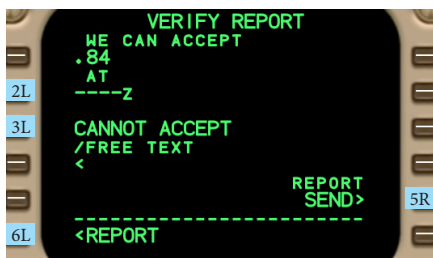 VERIFY REPORT
WE CAN ACCEPT
.84
AT
2L ----Z
3L CANNOT ACCEPT
/FREE TEXT
<
REPORT
SEND> 5R
------------------------
6L <REPORT